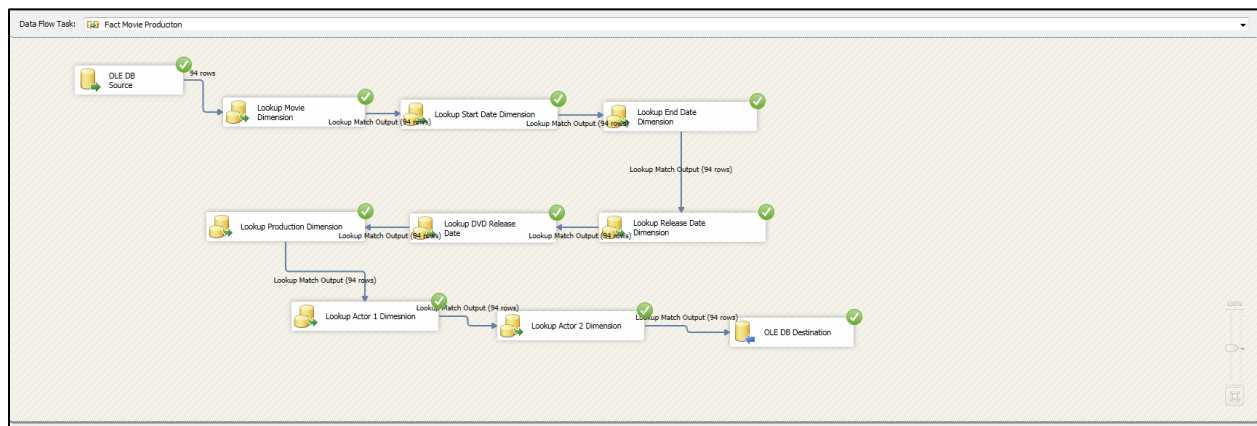 Data Flow Task: Fact Movie Produciton
OLE DB
Source
94 rows
Lookup Movie
Dimension
Lookup Match Output (94 rows)
Lookup Start Date Dimension
Lookup Match Output (94 rows)
Lookup End Date
Dimension
Lookup Match Output (94 rows)
Lookup Release Date
Dimension
Lookup Match Output (94 rows)
Lookup DVD Release
Date
Lookup Match Output (94 rows)
Lookup Production Dimension
Lookup Match Output (94 rows)
Lookup Actor 1 Dimesnion
Lookup Match Output (94 rows)
Lookup Actor 2 Dimension
Lookup Match Output (94 rows)
OLE DB Destination
100%